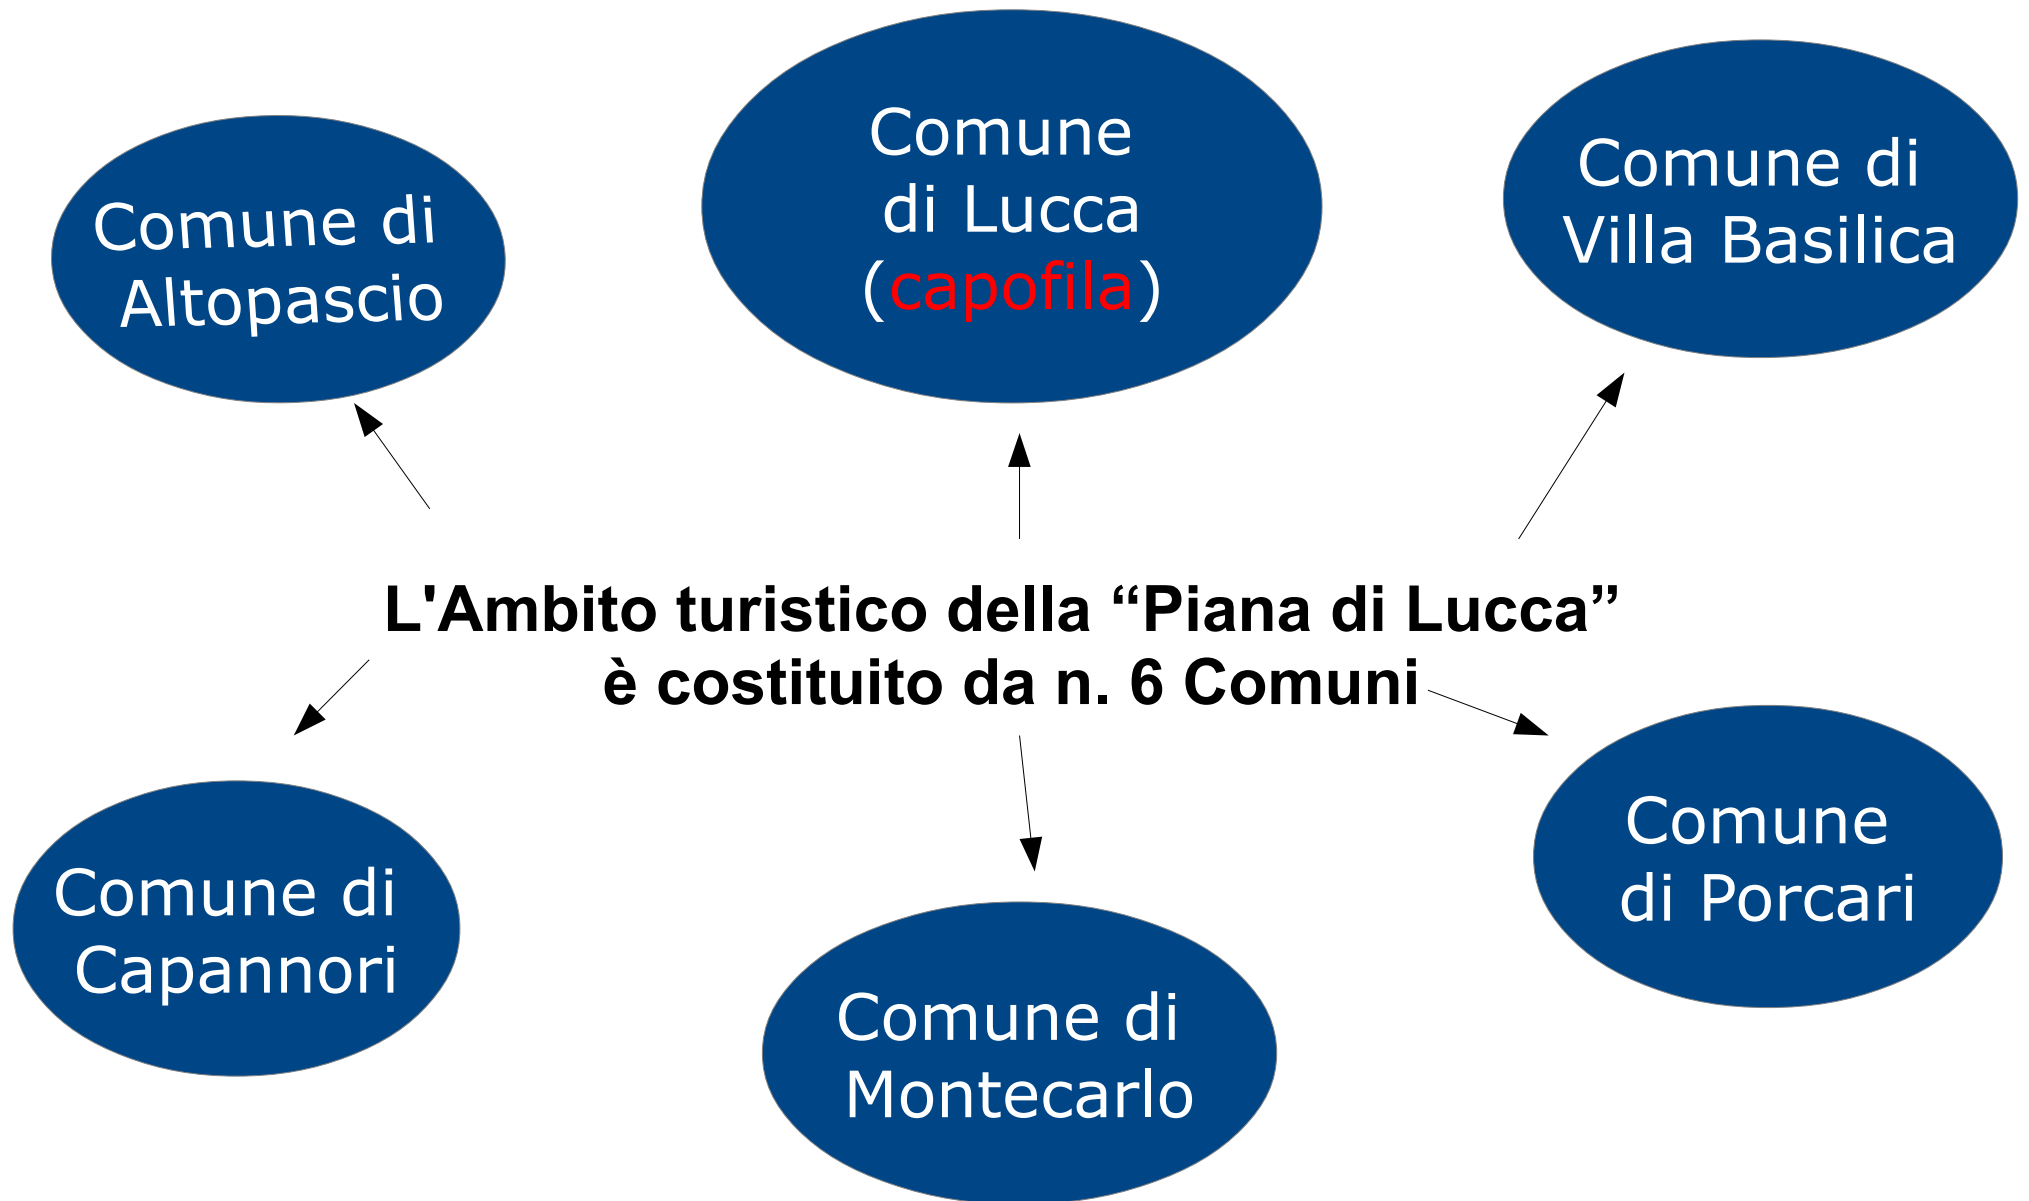 Comune
di Lucca
(capofila)
Comune di
Villa Basilica
Comune di
Altopascio
L'Ambito turistico della “Piana di Lucca”
è costituito da n. 6 Comuni
Comune
di Porcari
Comune di
Capannori
Comune di
Montecarlo